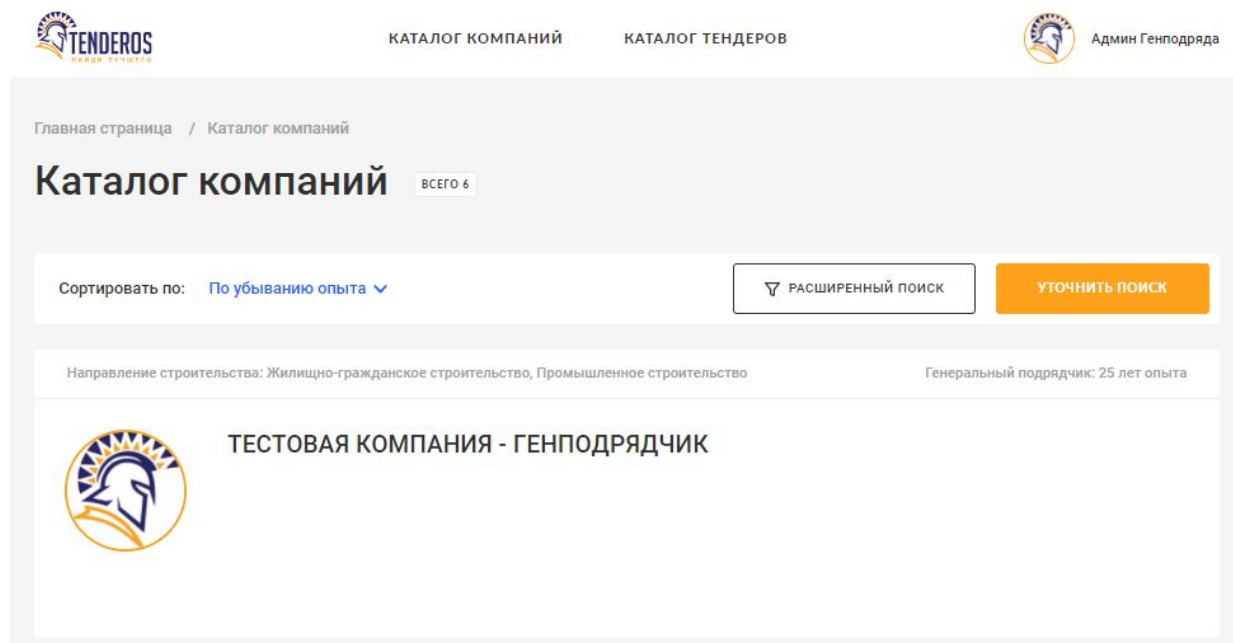 TENDEROS
НАЙДИ ЛУЧШЕГО
КАТАЛОГ КОМПАНИЙ
КАТАЛОГ ТЕНДЕРОВ
Админ Генподряда
Главная страница / Каталог компаний
Каталог компаний
ВСЕГО 6
Сортировать по: По убыванию опыта
РАСШИРЕННЫЙ ПОИСК
УТОЧНИТЬ ПОИСК
Направление строительства: Жилищно-гражданское строительство, Промышленное строительство
Генеральный подрядчик: 25 лет опыта
ТЕСТОВАЯ КОМПАНИЯ - ГЕНПОДРЯДЧИК